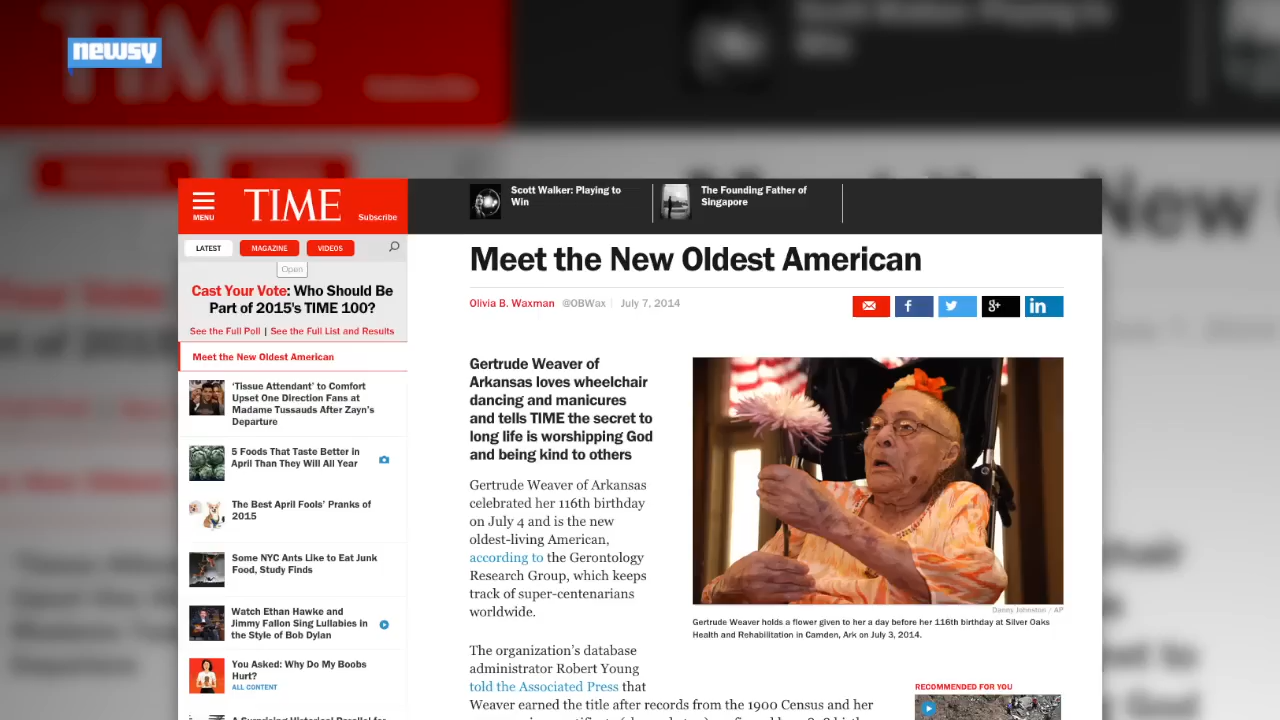 newsy
TIME
MENU
Subscribe
Scott Walker: Playing to
Win
The Founding Father of
Singapore
LATEST
MAGAZINE
VIDEOS
Open
Cast Your Vote: Who Should Be
Part of 2015's TIME 100?
See the Full Poll | See the Full List and Results
Meet the New Oldest American
‘Tissue Attendant’ to Comfort
Upset One Direction Fans at
Madame Tussauds After Zayn’s
Departure
5 Foods That Taste Better in
April Than They Will All Year
The Best April Fools’ Pranks of
2015
Some NYC Ants Like to Eat Junk
Food, Study Finds
Watch Ethan Hawke and
Jimmy Fallon Sing Lullabies in
the Style of Bob Dylan
You Asked: Why Do My Boobs
Hurt?
ALL CONTENT
Meet the New Oldest American
Olivia B. Waxman @OBWax | July 7, 2014
f
g+
in
Gertrude Weaver of
Arkansas loves wheelchair
dancing and manicures
and tells TIME the secret to
long life is worshipping God
and being kind to others
Gertrude Weaver of Arkansas
celebrated her 116th birthday
on July 4 and is the new
oldest-living American,
according to the Gerontology
Research Group, which keeps
track of super-centenarians
worldwide.
The organization’s database
administrator Robert Young
told the Associated Press that
Weaver earned the title after records from the 1900 Census and her
Danny Johnston / AP
Gertrude Weaver holds a flower given to her a day before her 116th birthday at Silver Oaks
Health and Rehabilitation in Camden, Ark on July 3, 2014.
RECOMMENDED FOR YOU